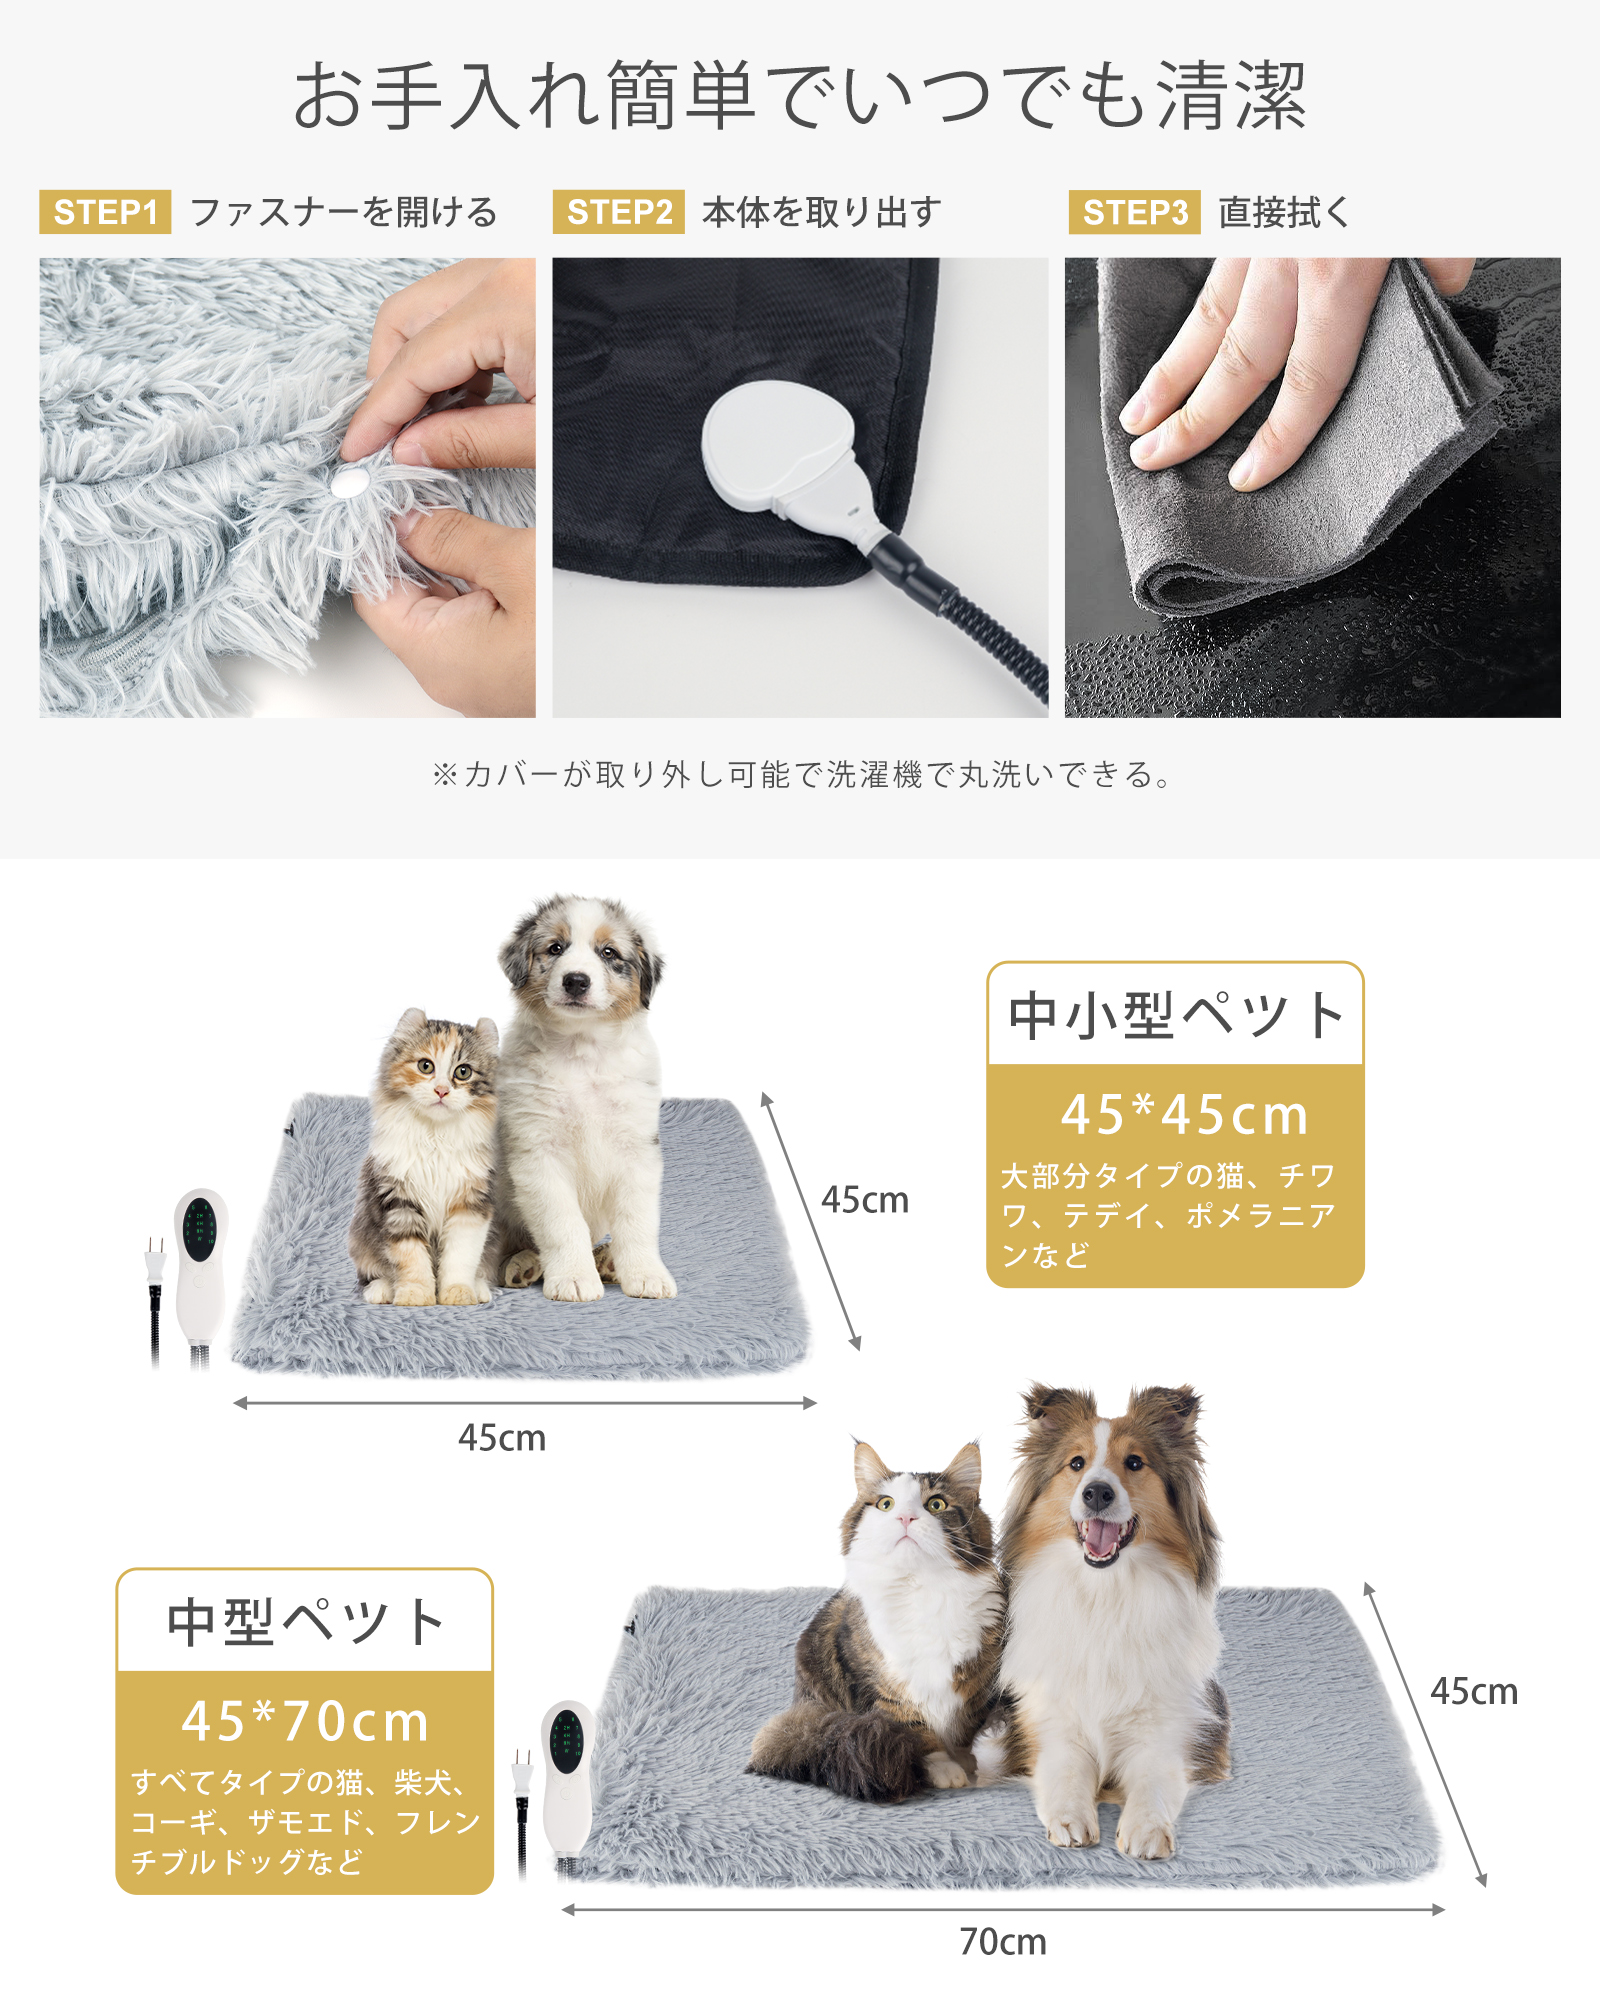 お手入れ簡単でいつでも清潔
STEP1 ファスナーを開ける
STEP2 本体を取り出す
STEP3 直接拭く
※カバーが取り外し可能で洗濯機で丸洗いできる。
中小型ペツト
45*45cm
大部分タイプの猫、チワ
ワ、テデイ、ポメラニア
ンなど
45cm
45cm
中型ペツト
45*70cm
すべてタイプの猫、柴犬、
コーギ、ザモエド、フレン
チブルドッグなど
45cm
70cm